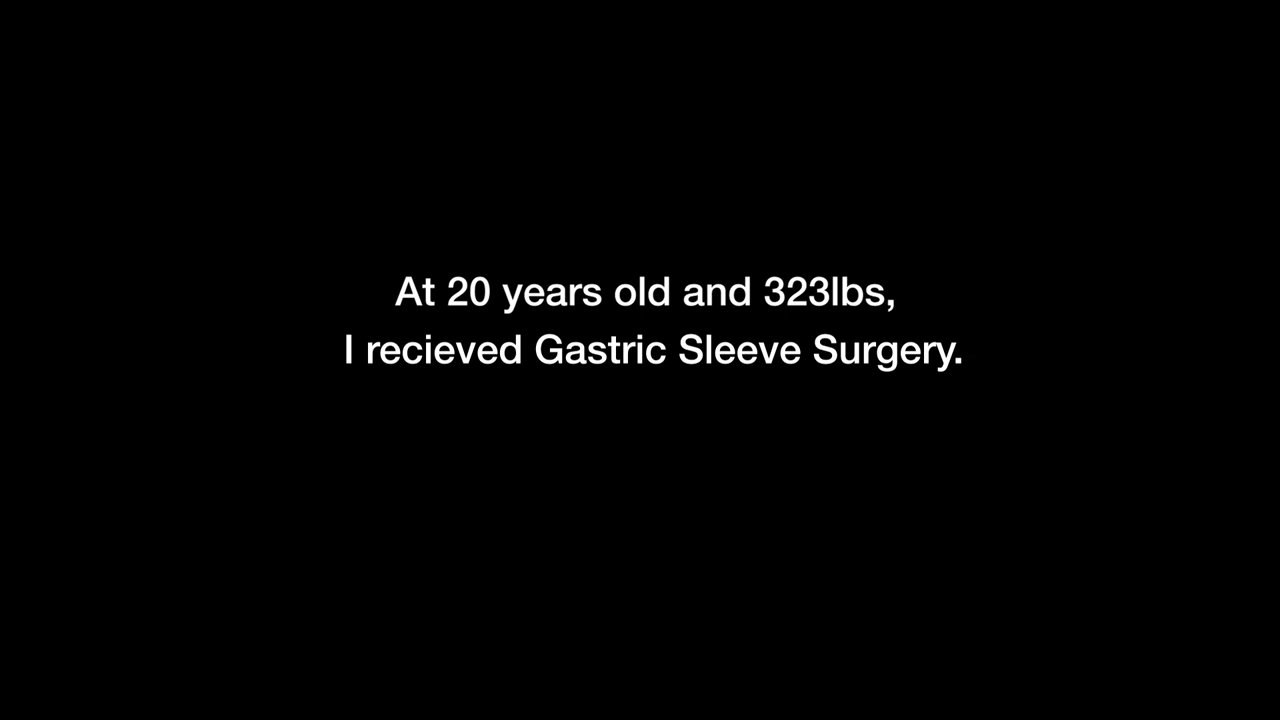 At 20 years old and 323lbs,
I recieved Gastric Sleeve Surgery.